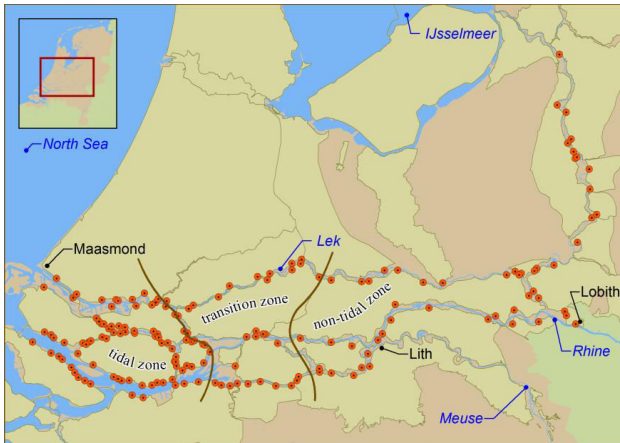 IJsselmeer
North Sea
Maasmond
Lek
transition zone
non-tidal zone
Lobith
tidal zone
Lith
Rhine
Meuse